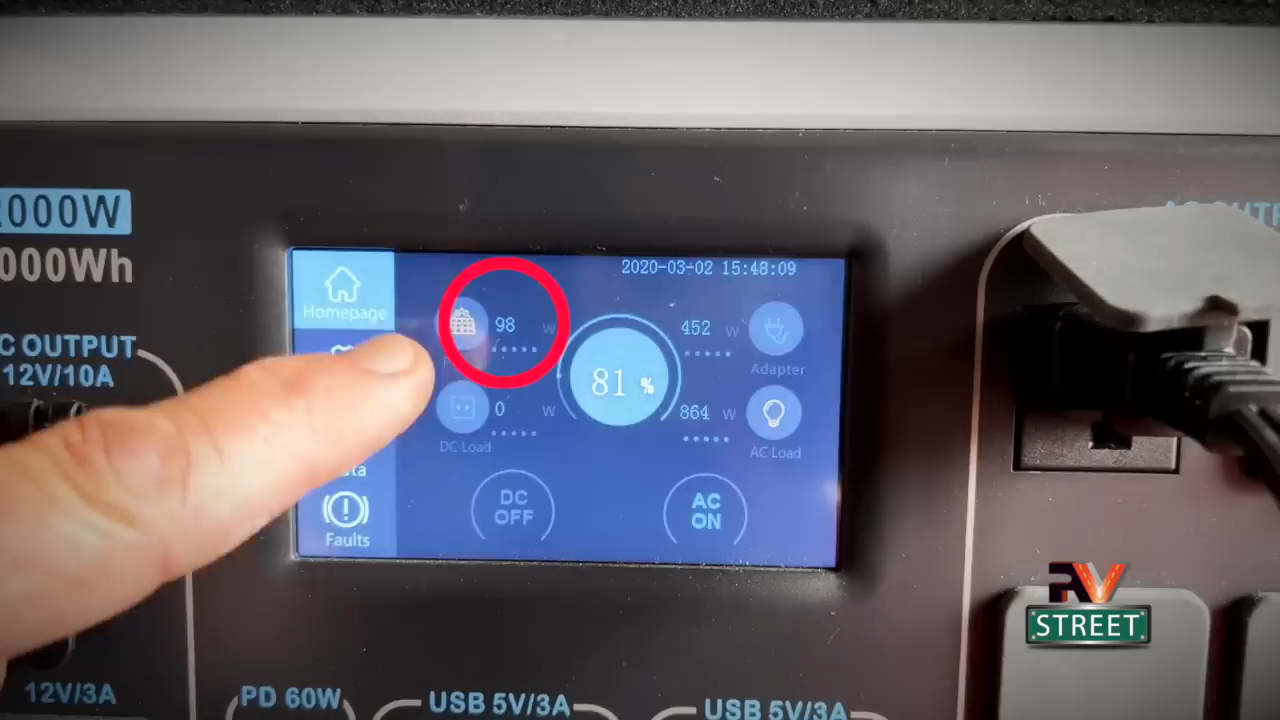 000W
000Wh
C OUTPUT
12V/10A
12V/3A
PD 60W
USB 5V/3A
USB 5V/3A
Homepage
Faults
2020-03-02 15:48:09
98 W
0 W
DC Load
81 %
452 W
Adapter
864 W
AC Load
DC
OFF
AC
ON
RV
STREET